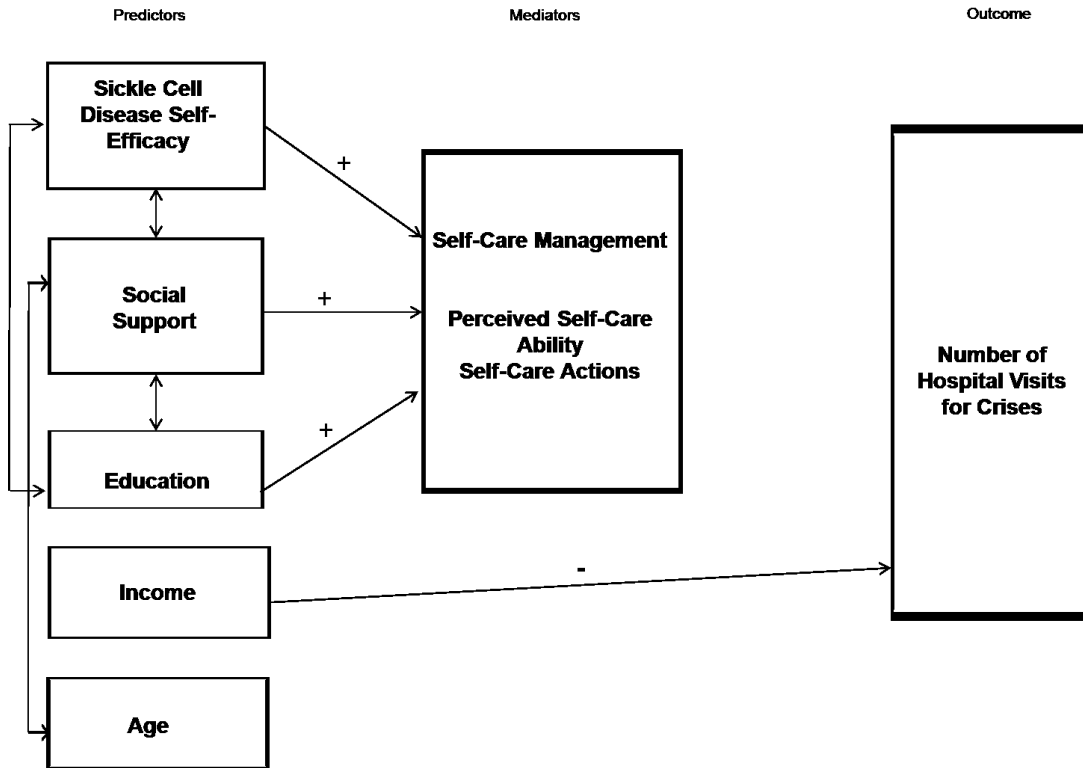 Predictors
Mediators
Outcome
Sickle Cell
Disease Self-
Efficacy
+
Self-Care Management
Social
Support
+
Perceived Self-Care
Ability
Self-Care Actions
Number of
Hospital Visits
for Crises
+
Education
Income
-
Age